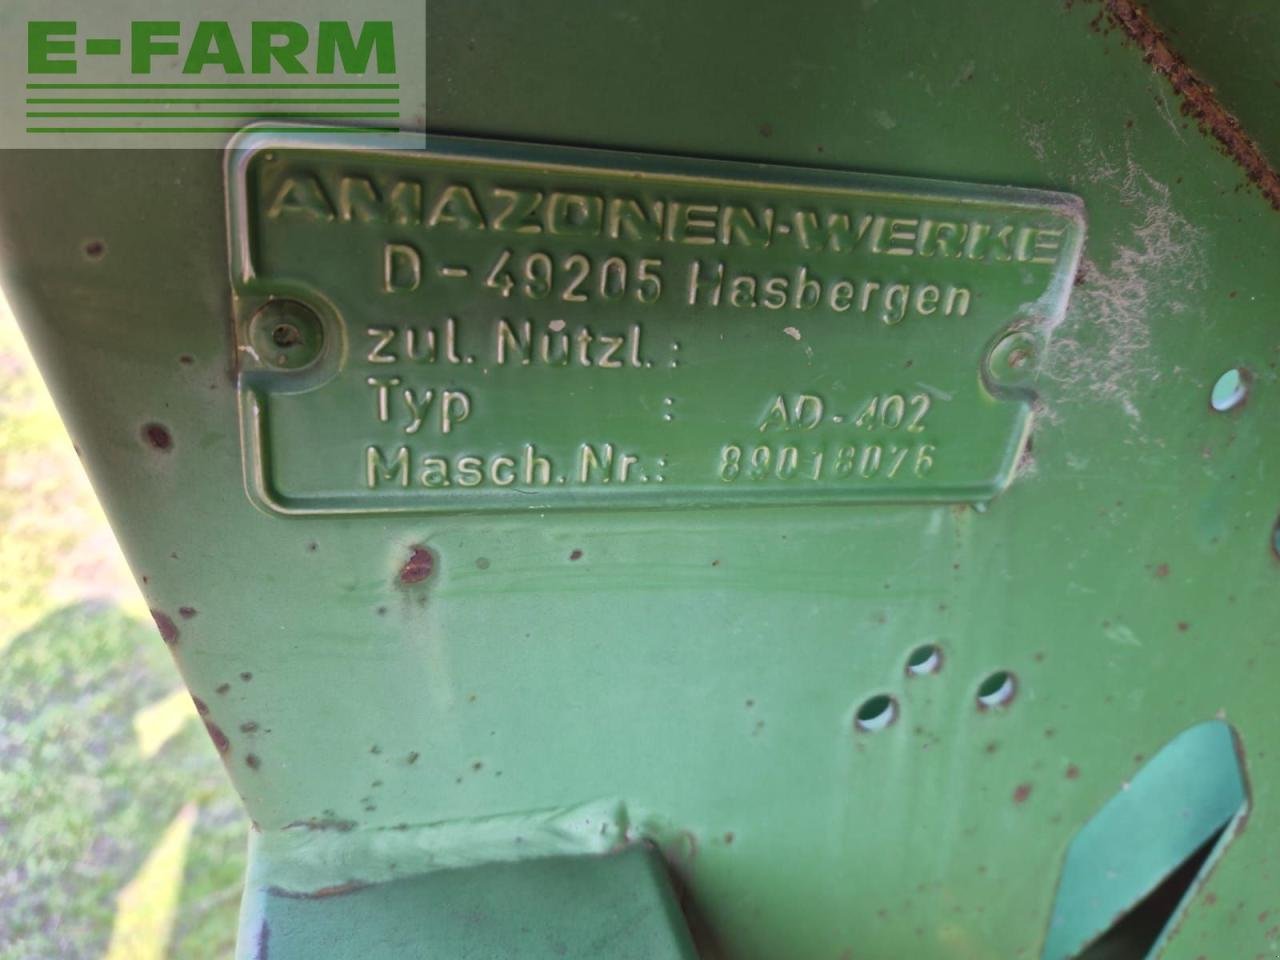 E-FARM
AMAZONEN-WERKE
D-49205 Hasbergen
zul. Nützl.:
Typ : AD-402
Masch.Nr.: 89018076